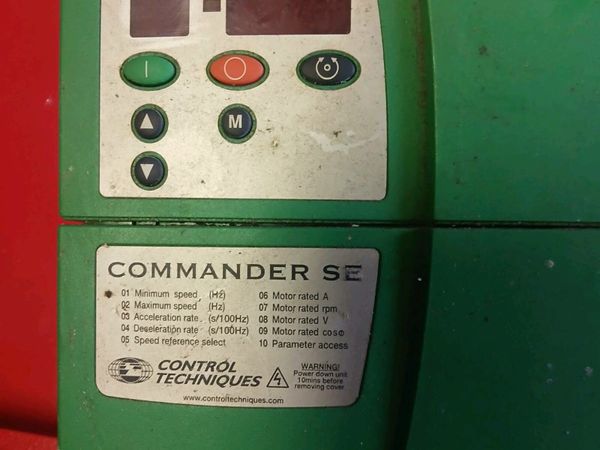 M
COMMANDER SE
01 Minimum speed (Hz) 06 Motor rated A
02 Maximum speed (Hz) 07 Motor rated rpm
03 Acceleration rate (s/100Hz) 08 Motor rated V
04 Deseleration rate (s/100Hz) 09 Motor rated cosφ
05 Speed reference select 10 Parameter access
CONTROL
TECHNIQUES
www.controltechniques.com
WARNING!
Power down unit
10mins before
removing cover